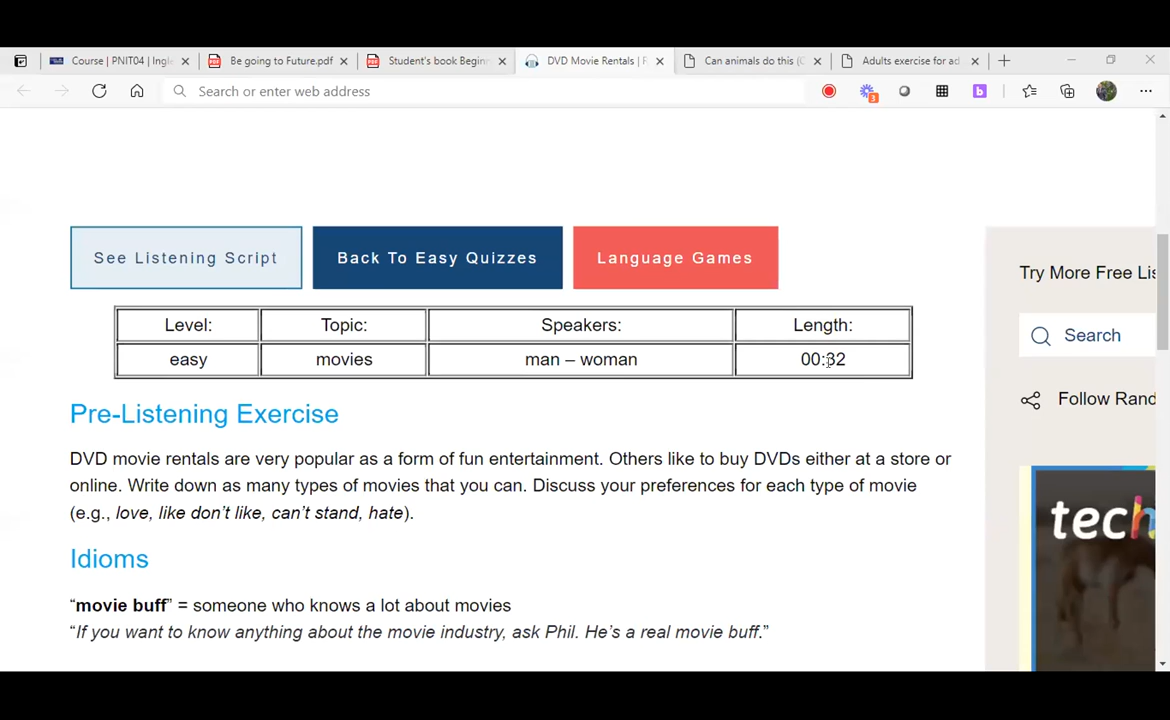 Course | PNIT04 | Ingl
Be going to Future.pdf
Student's book Beginn
DVD Movie Rentals | R
Can animals do this (C
Adults exercise for ad
Search or enter web address
3
b
See Listening Script
Back To Easy Quizzes
Language Games
Level: Topic: Speakers: Length:
easy movies man – woman 00:32
Try More Free Lis
Search
Follow Rand
Pre-Listening Exercise
DVD movie rentals are very popular as a form of fun entertainment. Others like to buy DVDs either at a store or
online. Write down as many types of movies that you can. Discuss your preferences for each type of movie
(e.g., love, like don't like, can't stand, hate).
tech
Idioms
“movie buff” = someone who knows a lot about movies
“If you want to know anything about the movie industry, ask Phil. He's a real movie buff.”